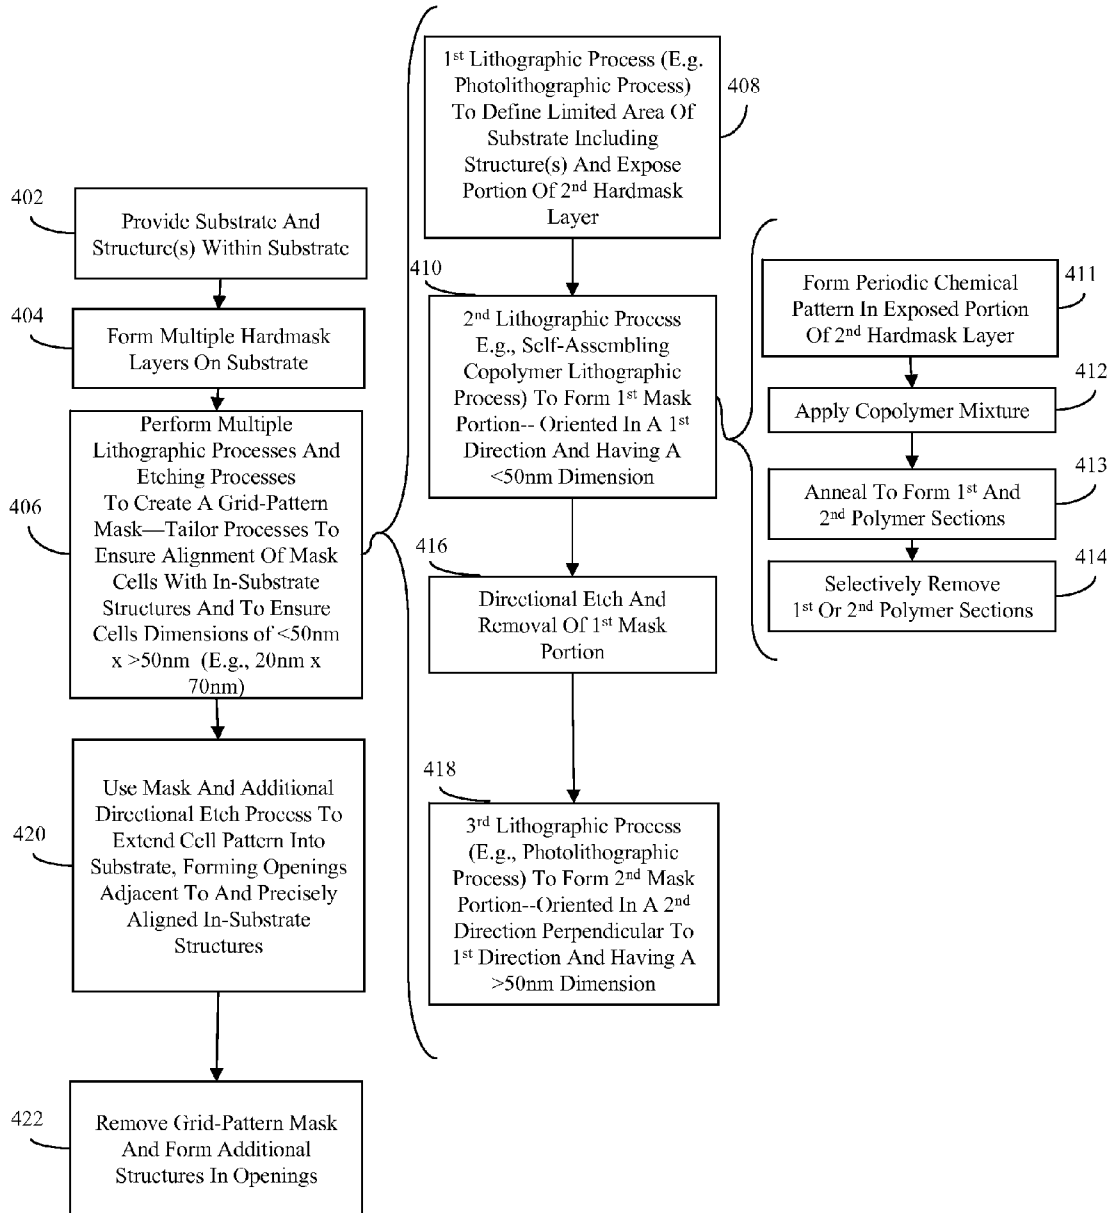 402
Provide Substrate And
Structure(s) Within Substrate
404
Form Multiple Hardmask
Layers On Substrate
406
Perform Multiple
Lithographic Processes And
Etching Processes
To Create A Grid-Pattern
Mask—Tailor Processes To
Ensure Alignment Of Mask
Cells With In-Substrate
Structures And To Ensure
Cells Dimensions of <50nm
x >50nm (E.g., 20nm x
70nm)
420
Use Mask And Additional
Directional Etch Process To
Extend Cell Pattern Into
Substrate, Forming Openings
Adjacent To And Precisely
Aligned In-Substrate
Structures
422
Remove Grid-Pattern Mask
And Form Additional
Structures In Openings
408
1st Lithographic Process (E.g.
Photolithographic Process)
To Define Limited Area Of
Substrate Including
Structure(s) And Expose
Portion Of 2nd Hardmask
Layer
410
2nd Lithographic Process
E.g., Self-Assembling
Copolymer Lithographic
Process) To Form 1st Mask
Portion-- Oriented In A 1st
Direction And Having A
<50nm Dimension
416
Directional Etch And
Removal Of 1st Mask
Portion
418
3rd Lithographic Process
(E.g., Photolithographic
Process) To Form 2nd Mask
Portion--Oriented In A 2nd
Direction Perpendicular To
1st Direction And Having A
>50nm Dimension
411
Form Periodic Chemical
Pattern In Exposed Portion
Of 2nd Hardmask Layer
412
Apply Copolymer Mixture
413
Anneal To Form 1st And
2nd Polymer Sections
414
Selectively Remove
1st Or 2nd Polymer Sections